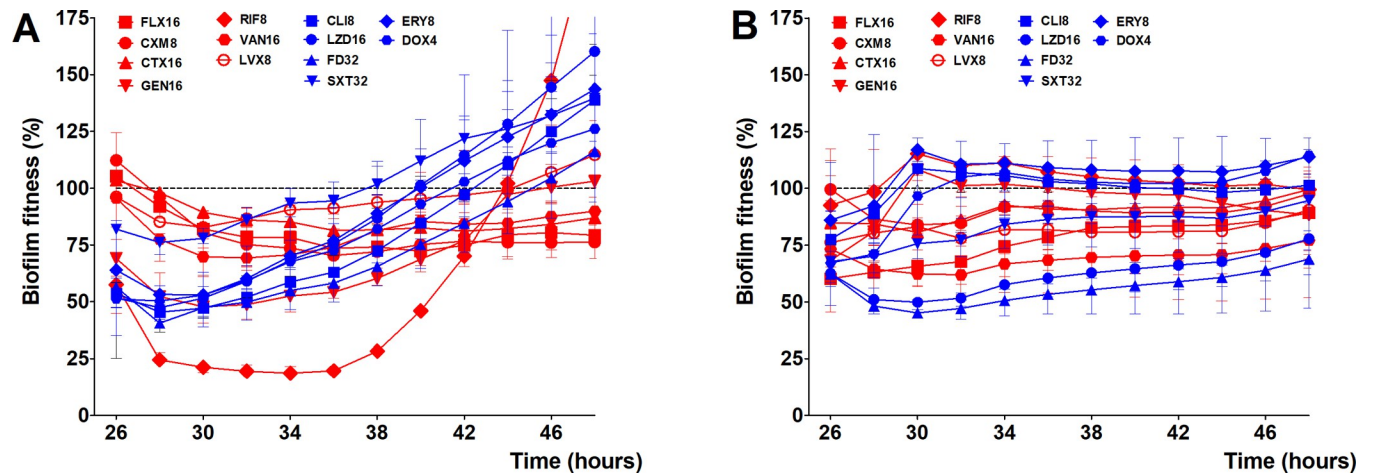 A
FLX16 RIF8 CLI8 ERY8
CXM8 VAN16 LZD16 DOX4
CTX16 LVX8 FD32
GEN16 SXT32
Biofilm fitness (%)
175
150
125
100
75
50
25
0
26 30 34 38 42 46
Time (hours)
B
FLX16 RIF8 CLI8 ERY8
CXM8 VAN16 LZD16 DOX4
CTX16 LVX8 FD32
GEN16 SXT32
Biofilm fitness (%)
175
150
125
100
75
50
25
0
26 30 34 38 42 46
Time (hours)